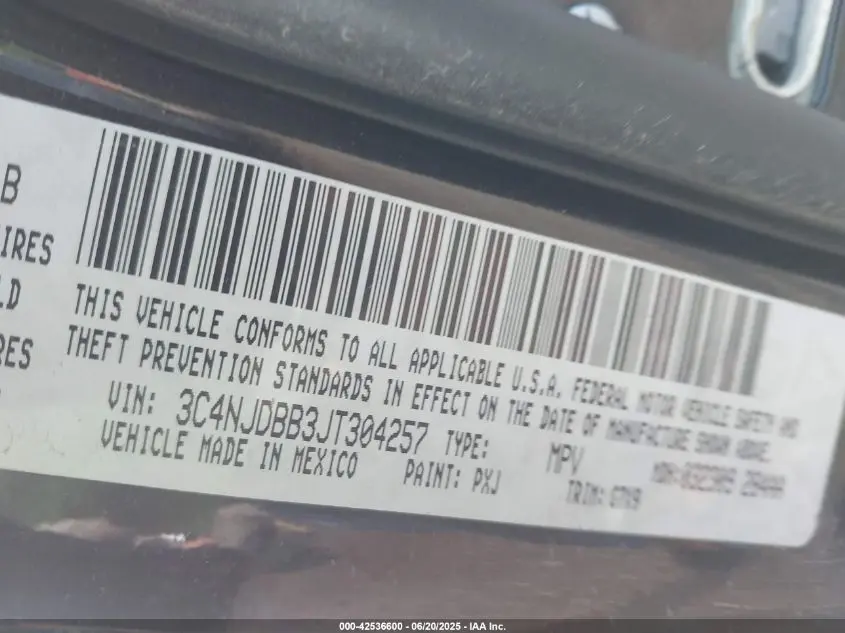 B
IRES
LD
RES
THIS VEHICLE CONFORMS TO ALL APPLICABLE U.S.A. FEDERAL MOTOR VEHICLE SAFETY AND
THEFT PREVENTION STANDARDS IN EFFECT ON THE DATE OF MANUFACTURE SHOWN ABOVE.
VIN: 3C4NJDBB3JT304257 TYPE: MPV
VEHICLE MADE IN MEXICO PAINT: PXJ TRIM:
000-42536600 - 06/20/2025 - IAA Inc.